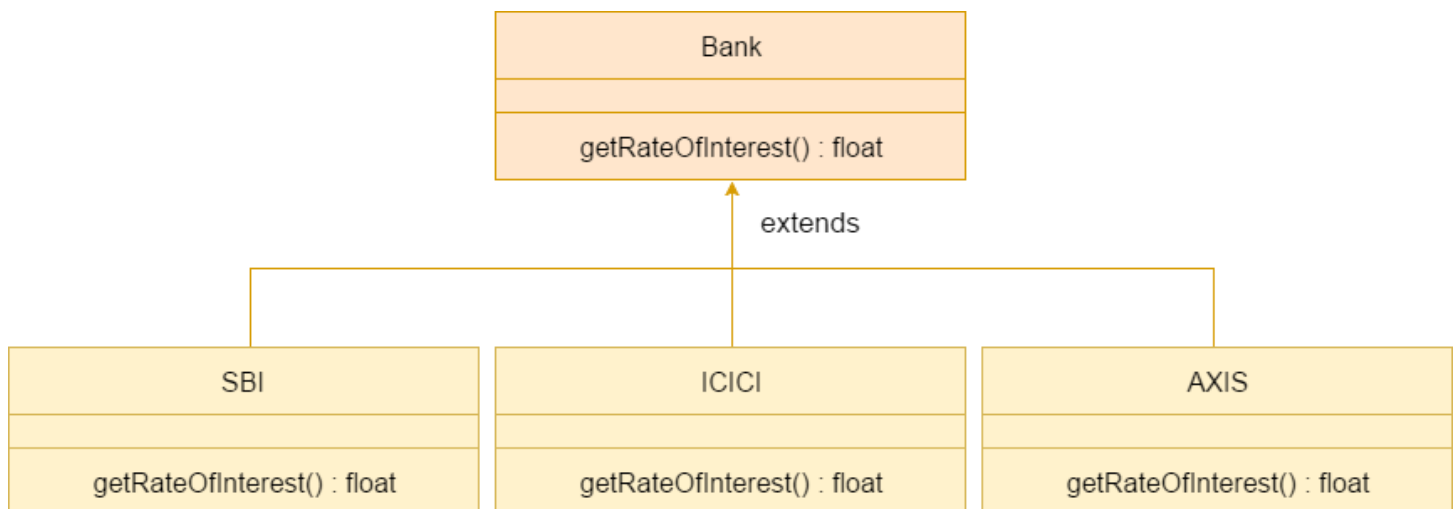 Bank
getRateOfInterest() : float
extends
SBI
ICICI
AXIS
getRateOfInterest() : float
getRateOfInterest() : float
getRateOfInterest() : float